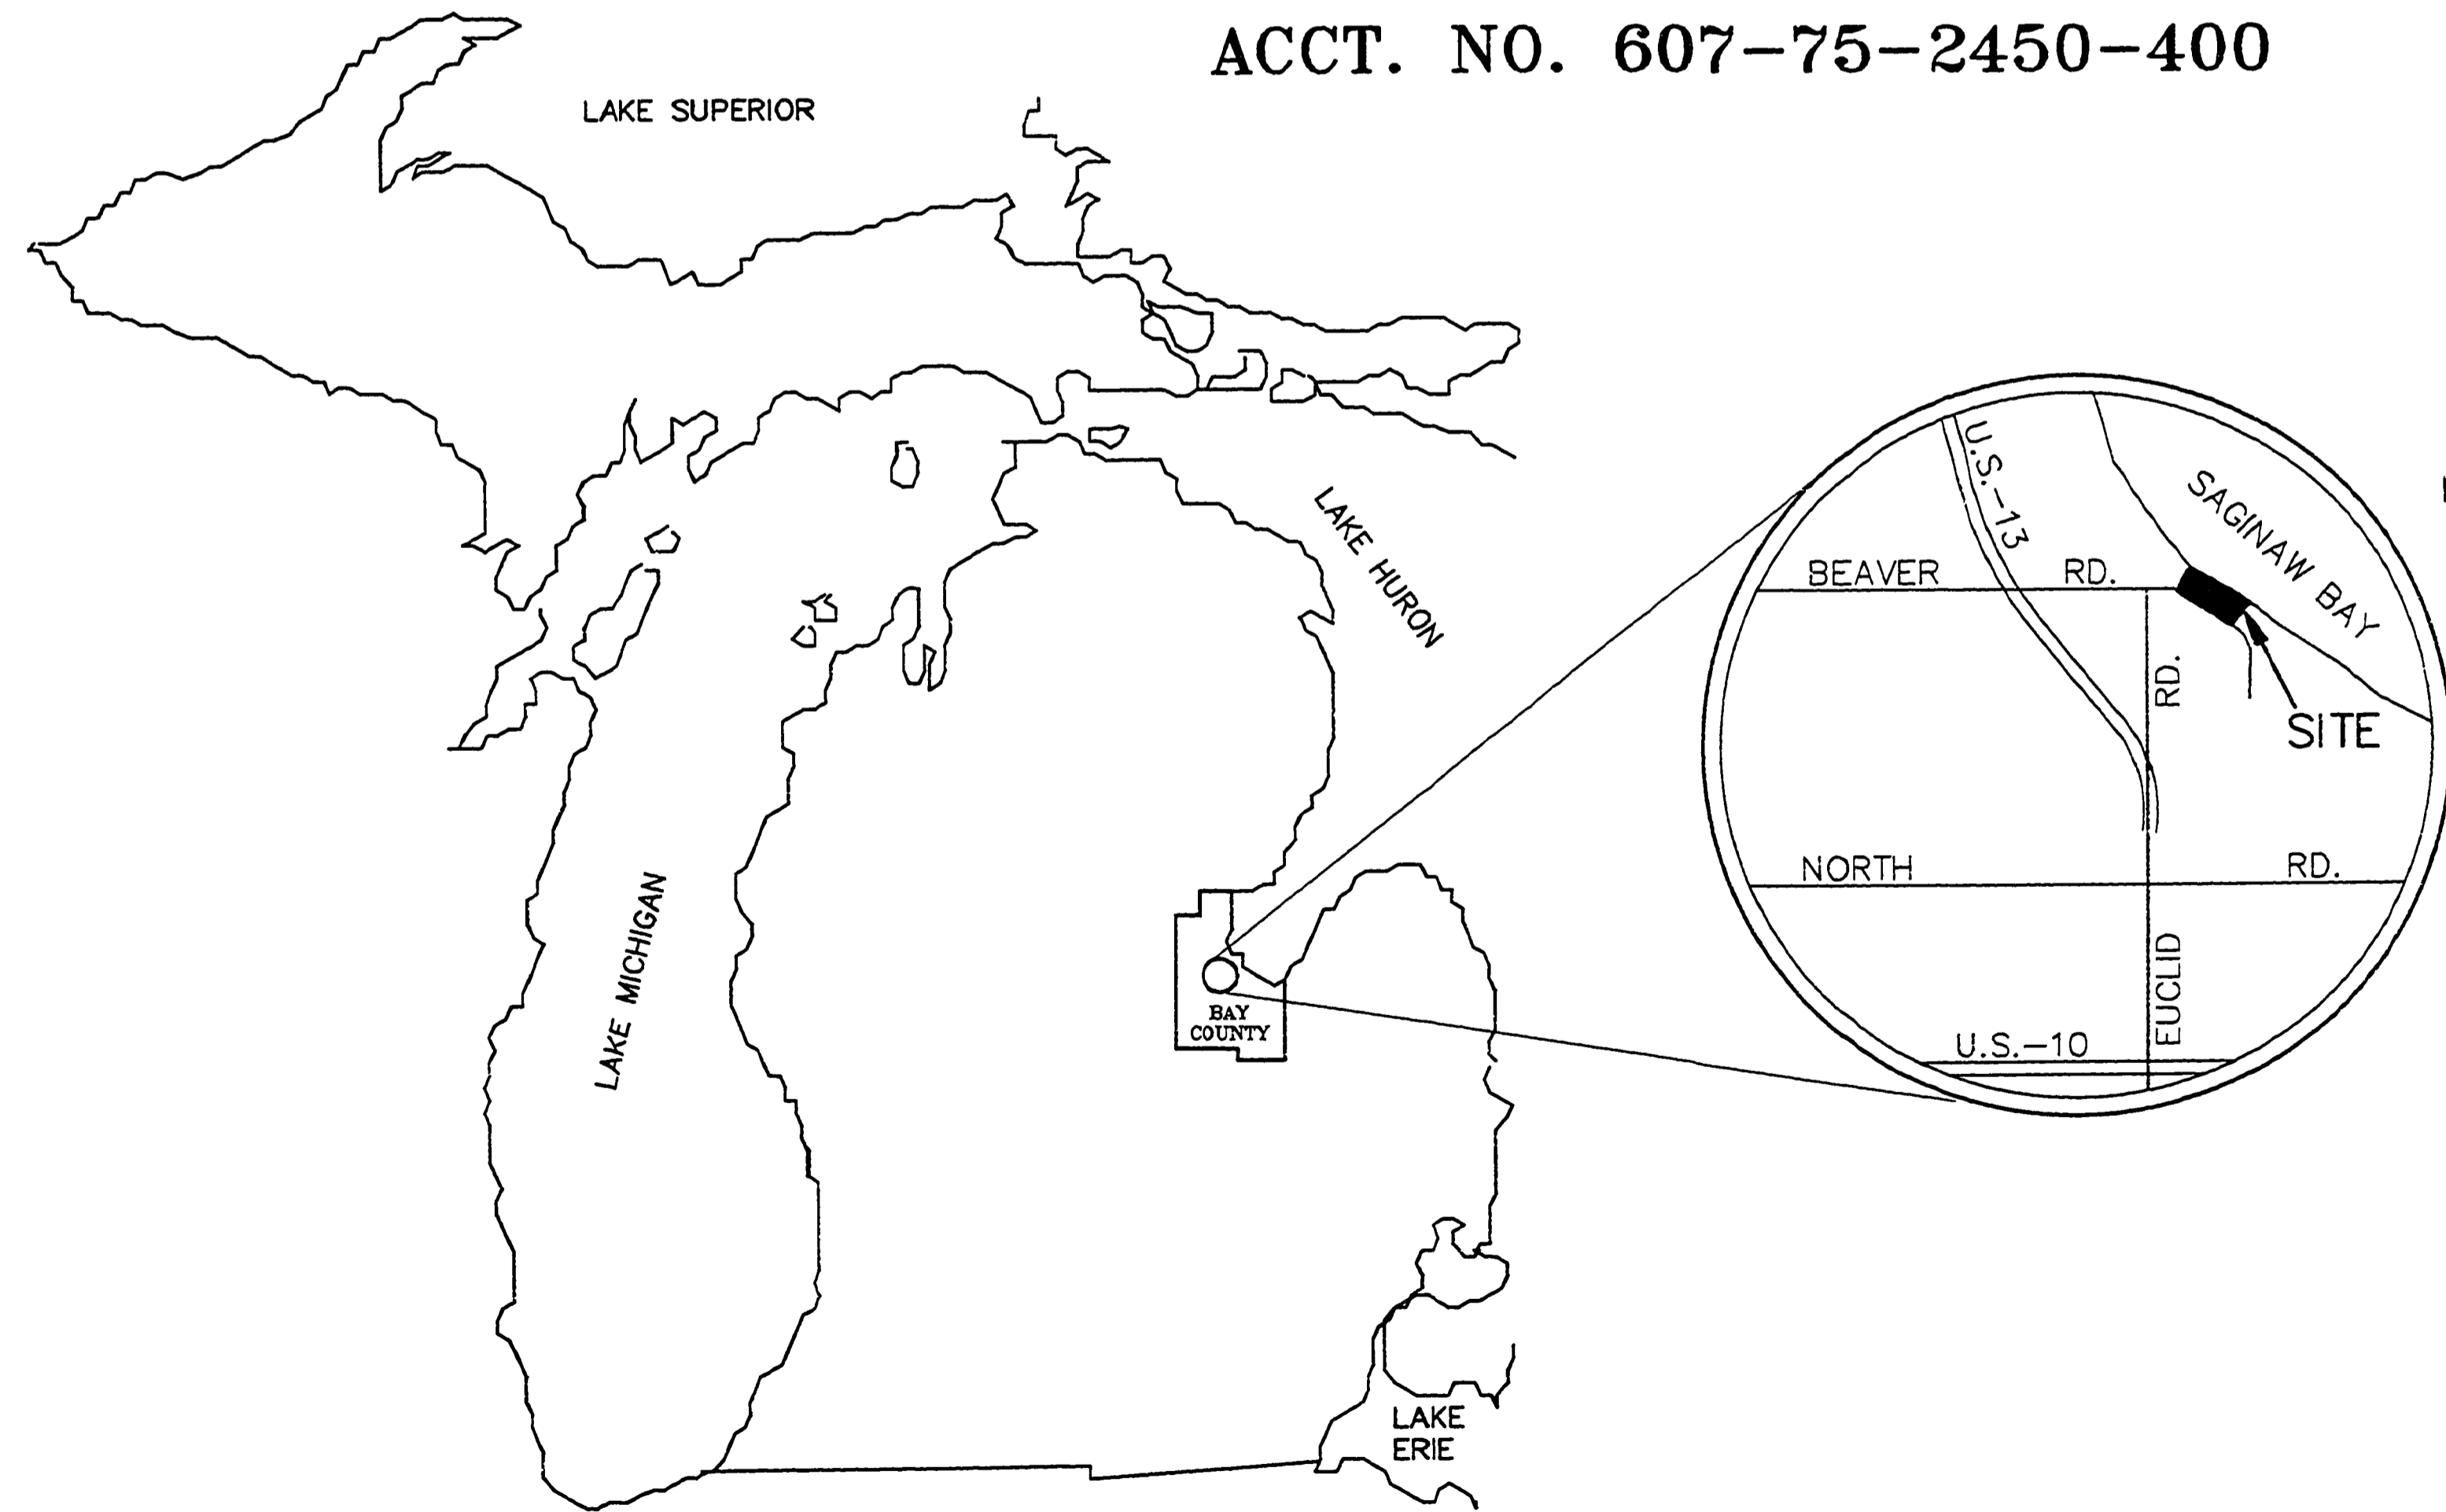 ACCT. NO. 607-75-2450-400
LAKE SUPERIOR
LAKE HURON
LAKE MICHIGAN
BAY
COUNTY
LAKE
ERIE
U.S.-13
SAGINAW BAY
BEAVER RD.
RD.
SITE
NORTH RD.
EUCLID
U.S.-10